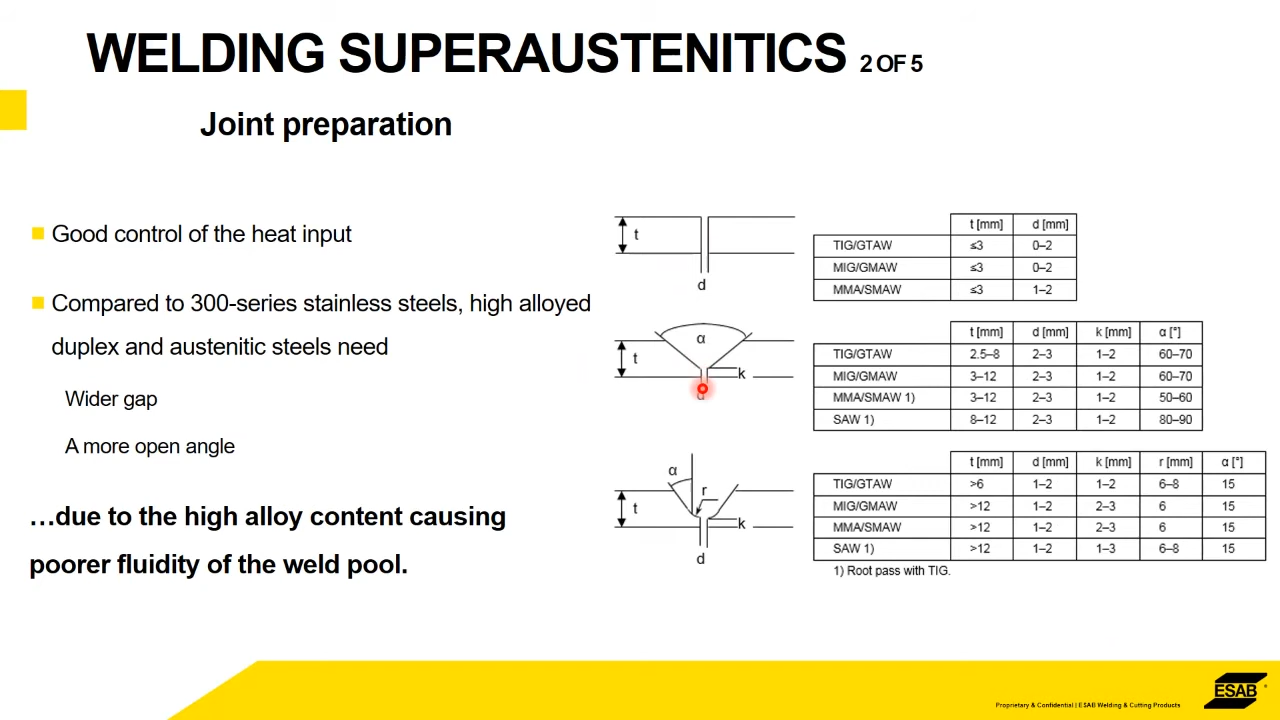 WELDING SUPERAUSTENITICS 2 OF 5
Joint preparation
Good control of the heat input
Compared to 300-series stainless steels, high alloyed
duplex and austenitic steels need
Wider gap
A more open angle
…due to the high alloy content causing
poorer fluidity of the weld pool.
t
d
t [mm] d [mm]
TIG/GTAW ≤3 0–2
MIG/GMAW ≤3 0–2
MMA/SMAW ≤3 1–2
α
t
k
t [mm] d [mm] k [mm] α [°]
TIG/GTAW 2.5–8 2–3 1–2 60–70
MIG/GMAW 3–12 2–3 1–2 60–70
MMA/SMAW 1) 3–12 2–3 1–2 50–60
SAW 1) 8–12 2–3 1–2 80–90
α
r
t
k
d
t [mm] d [mm] k [mm] r [mm] α [°]
TIG/GTAW >6 1–2 1–2 6–8 15
MIG/GMAW >12 1–2 2–3 6 15
MMA/SMAW >12 1–2 2–3 6 15
SAW 1) >12 1–2 1–3 6–8 15
1) Root pass with TIG.
Proprietary & Confidential | ESAB Welding & Cutting Products
ESAB